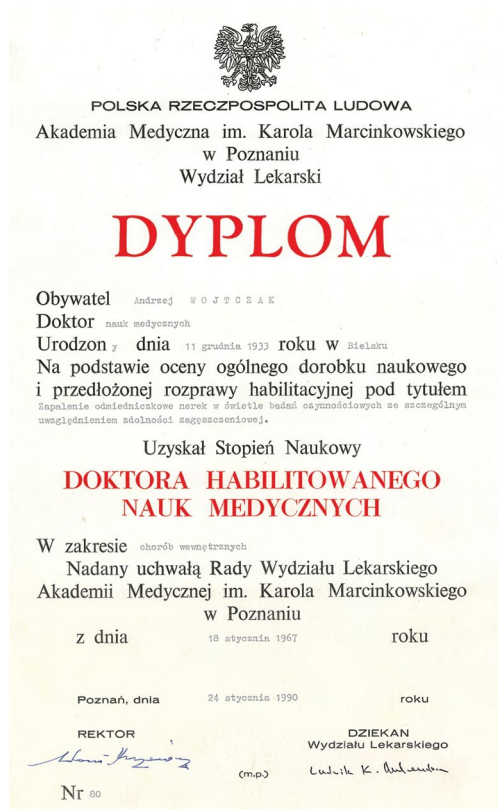 POLSKA RZECZPOSPOLITA LUDOWA
Akademia Medyczna im. Karola Marcinkowskiego
w Poznaniu
Wydział Lekarski
DYPLOM
Obywatel Andrzej WOJTCZAK
Doktor nauk medycznych
Urodzony dnia 11 grudnia 1933 roku w Bielsku
Na podstawie oceny ogólnego dorobku naukowego
i przedłożonej rozprawy habilitacyjnej pod tytułem
Zapalenie odmiedniczkowe nerek w świetle badań czynnościowych ze szczególnym
uwzględnieniem zdolności zagęszczeniowej.
Uzyskał Stopień Naukowy
DOKTORA HABILITOWANEGO
NAUK MEDYCZNYCH
W zakresie chorób wewnętrznych
Nadany uchwałą Rady Wydziału Lekarskiego
Akademii Medycznej im. Karola Marcinkowskiego
w Poznaniu
z dnia 18 stycznia 1967 roku
Poznań, dnia 24 stycznia 1990 roku
REKTOR DZIEKAN
Wydziału Lekarskiego
(m.p.) Ludwik K.
Nr 80